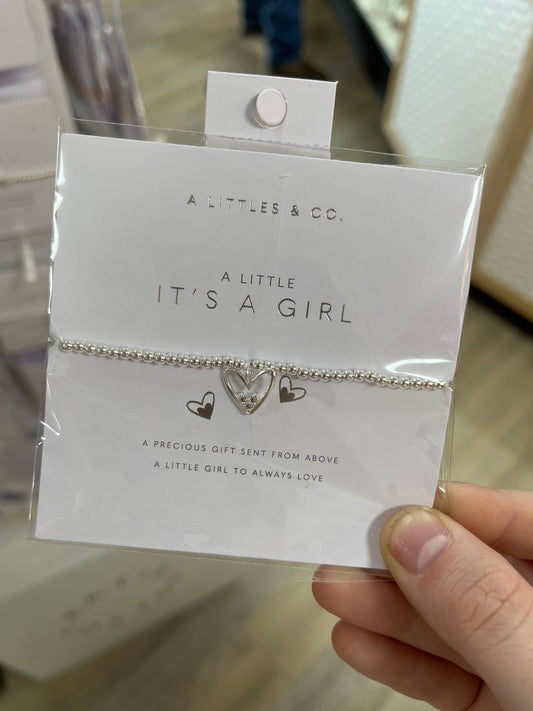 A LITTLES & CO.
A LITTLE
IT'S A GIRL
A PRECIOUS GIFT SENT FROM ABOVE
A LITTLE GIRL TO ALWAYS LOVE